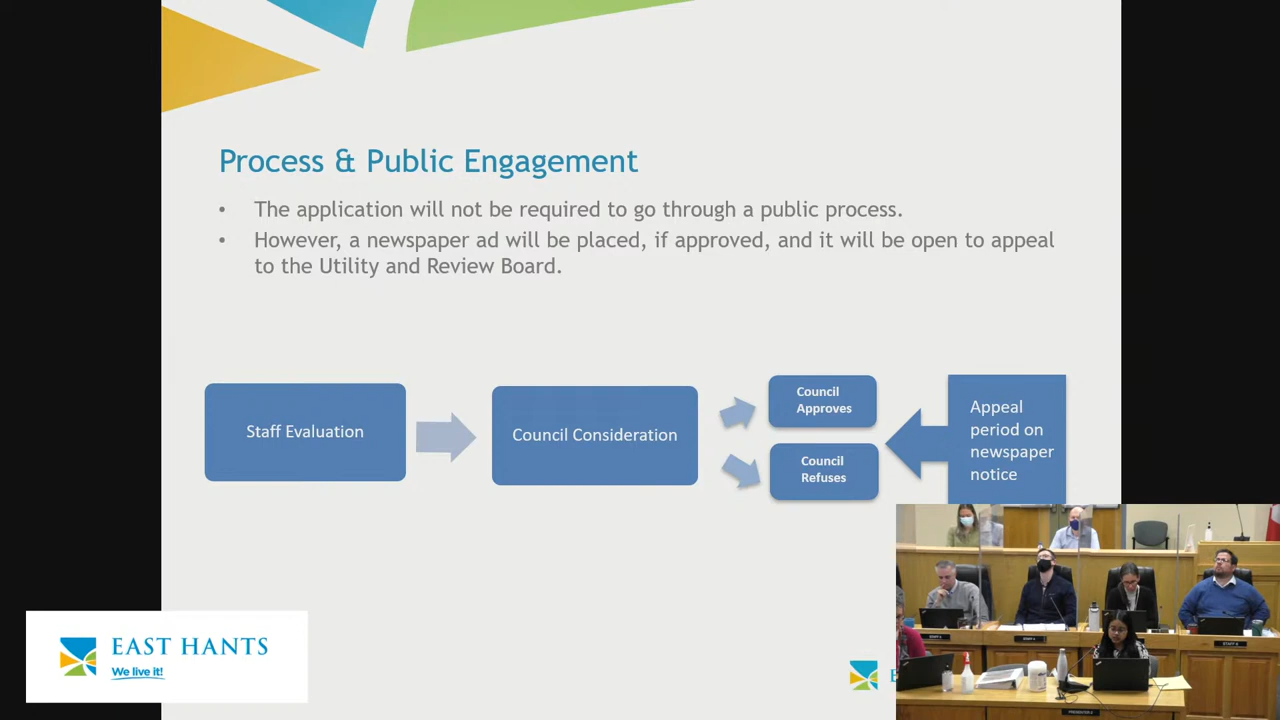 Process & Public Engagement
• The application will not be required to go through a public process.
• However, a newspaper ad will be placed, if approved, and it will be open to appeal
to the Utility and Review Board.
Staff Evaluation
Council Consideration
Council
Approves
Council
Refuses
Appeal
period on
newspaper
notice
EAST HANTS
We live it!
E